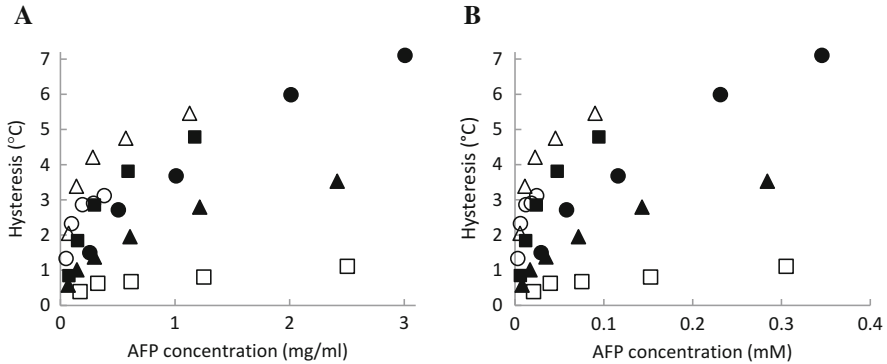 A
Hysteresis (°C)
7
6
5
4
3
2
1
0
0 1 2 3
AFP concentration (mg/ml)
B
Hysteresis (°C)
7
6
5
4
3
2
1
0
0 0.1 0.2 0.3 0.4
AFP concentration (mM)